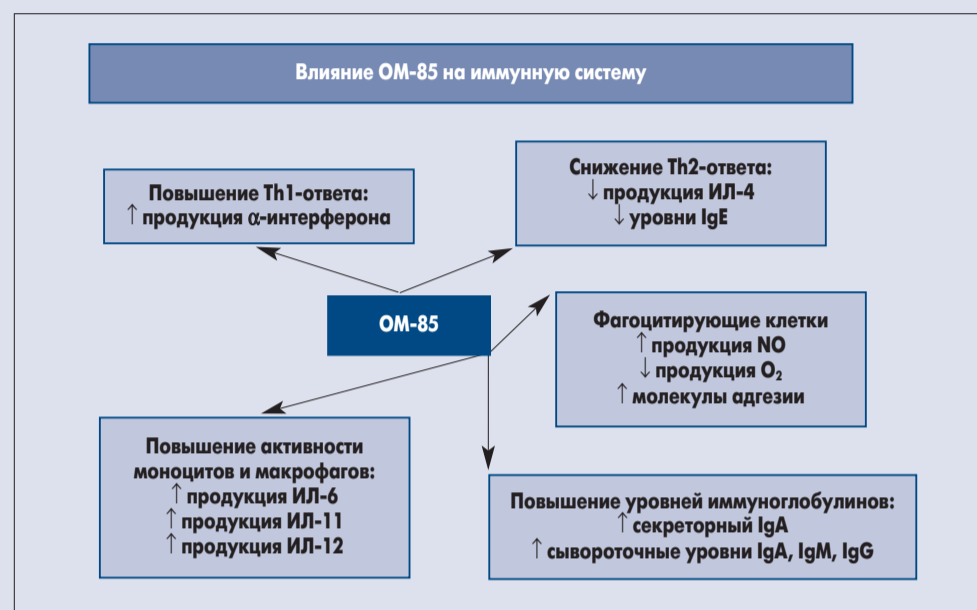 Влияние ОМ-85 на иммунную систему
Повышение Th1-ответа:
↑ продукция α-интерферона
Снижение Th2-ответа:
↓ продукция ИЛ-4
↓ уровни IgE
ОМ-85
Фагоцитирующие клетки
↑ продукция NO
↓ продукция O₂
↑ молекулы адгезии
Повышение активности
моноцитов и макрофагов:
↑ продукция ИЛ-6
↑ продукция ИЛ-11
↑ продукция ИЛ-12
Повышение уровней иммуноглобулинов:
↑ секреторный IgA
↑ сывороточные уровни IgA, IgM, IgG